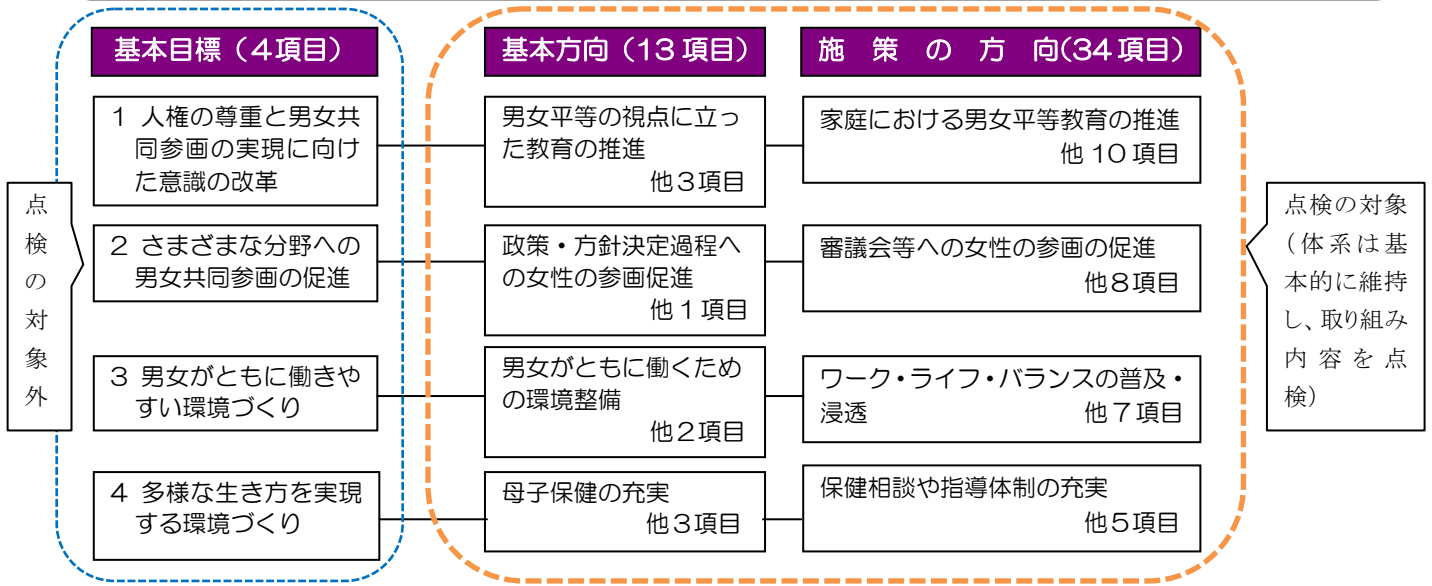 基本目標（4項目）
基本方向（13項目）
施策の方向(34項目)
点検の対象外
1 人権の尊重と男女共
同参画の実現に向け
た意識の改革
男女平等の視点に立っ
た教育の推進
他3項目
家庭における男女平等教育の推進
他10項目
2 さまざまな分野への
男女共同参画の促進
政策・方針決定過程へ
の女性の参画促進
他1項目
審議会等への女性の参画の促進
他8項目
3 男女がともに働きや
すい環境づくり
男女がともに働くため
の環境整備
他2項目
ワーク・ライフ・バランスの普及・
浸透 他7項目
4 多様な生き方を実現
する環境づくり
母子保健の充実
他3項目
保健相談や指導体制の充実
他5項目
点検の対象
（体系は基
本的に維持
し、取り組み
内容を点
検）